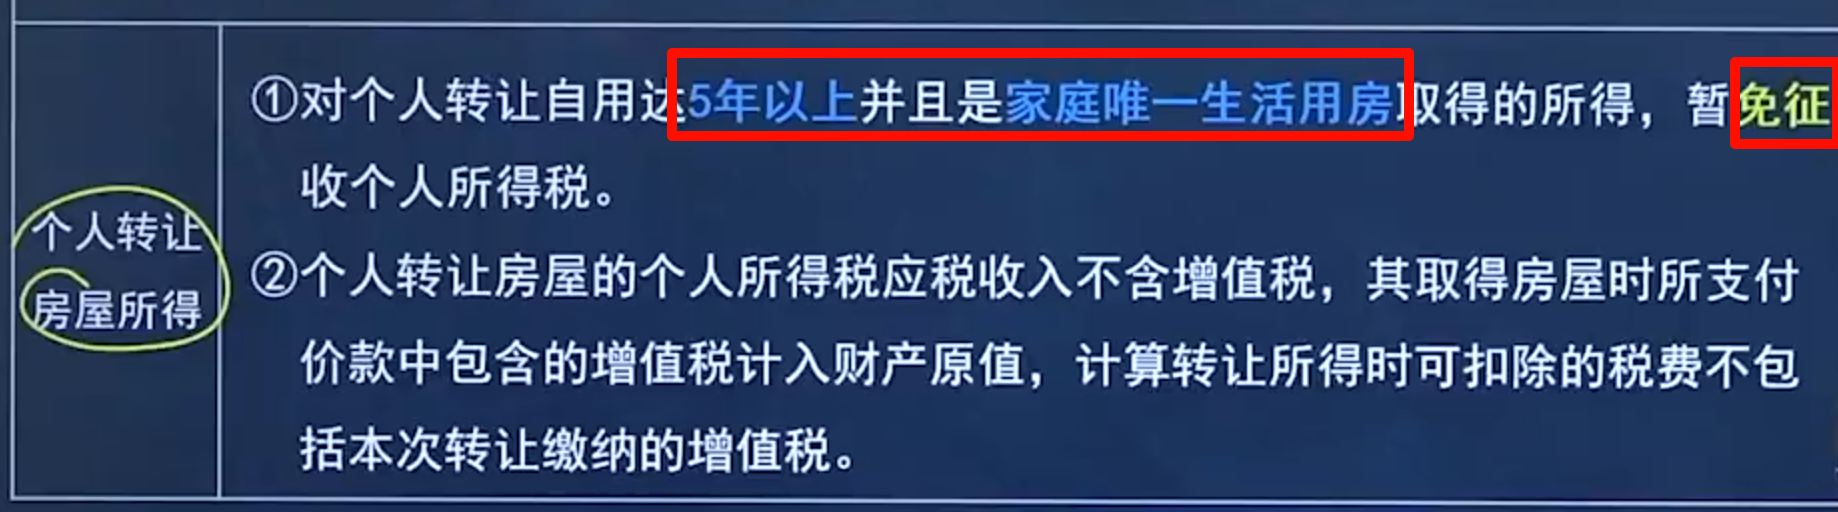 个人转让
房屋所得
①对个人转让自用达5年以上并且是家庭唯一生活用房取得的所得，暂免征
收个人所得税。
②个人转让房屋的个人所得税应税收入不含增值税，其取得房屋时所支付
价款中包含的增值税计入财产原值，计算转让所得时可扣除的税费不包
括本次转让缴纳的增值税。